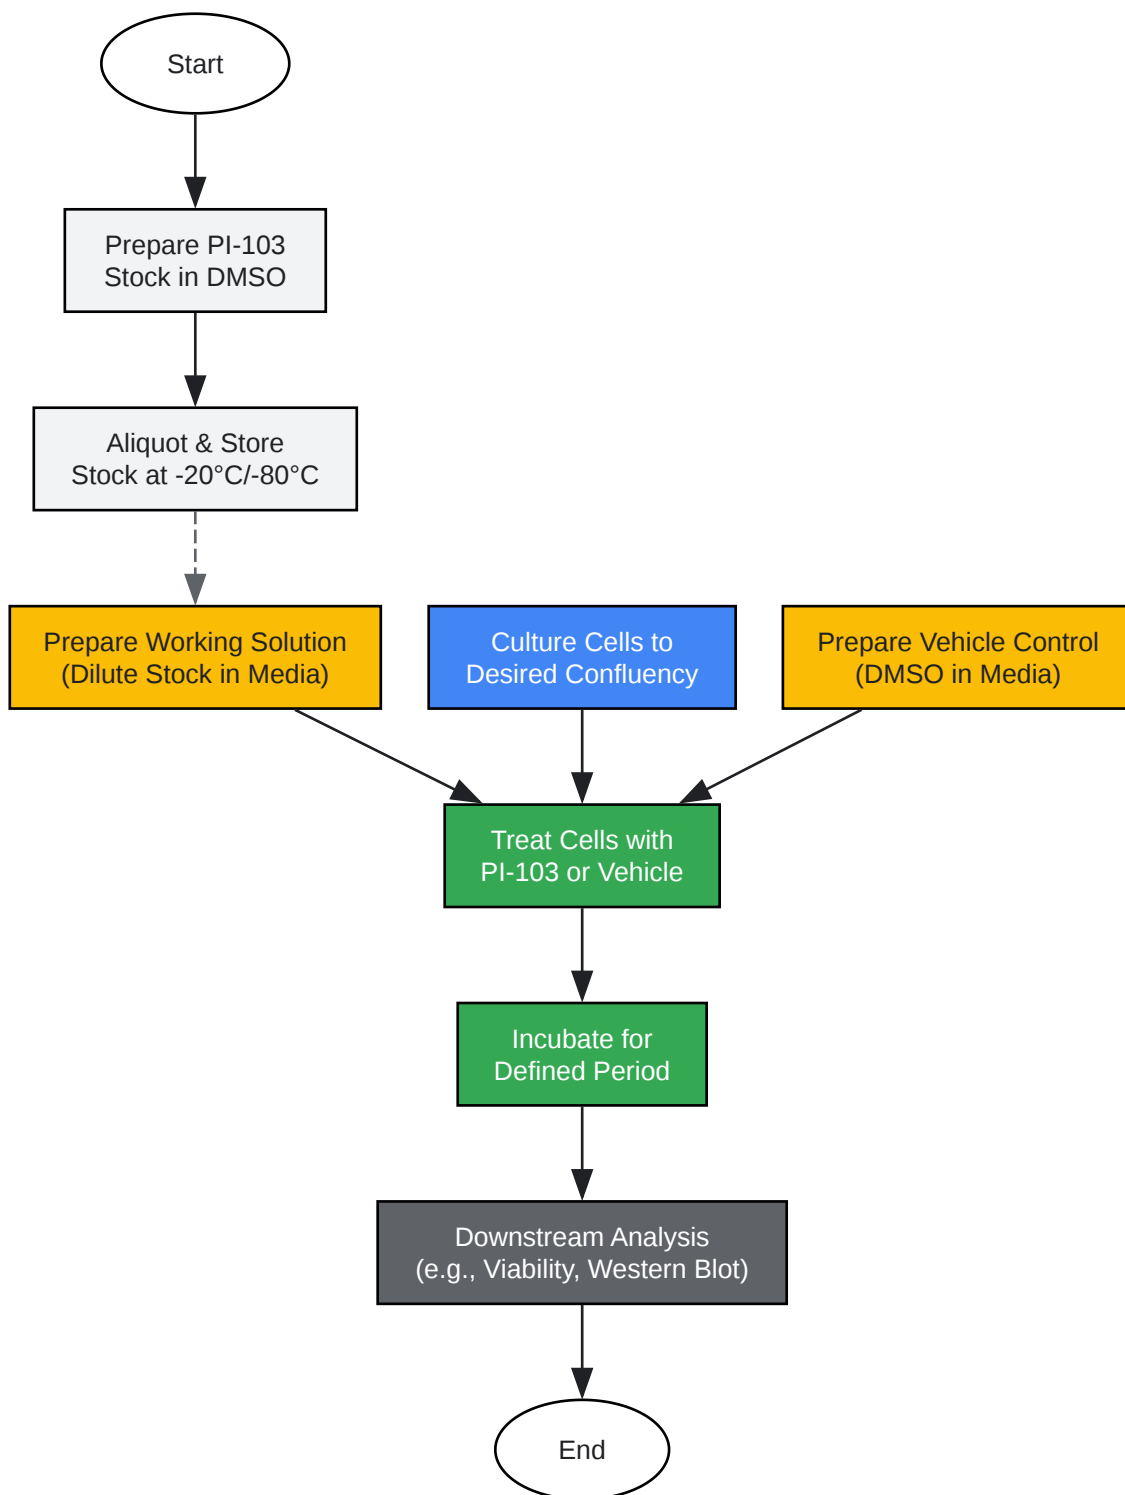 Start
Prepare PI-103
Stock in DMSO
Aliquot & Store
Stock at -20°C/-80°C
Prepare Working Solution
(Dilute Stock in Media)
Culture Cells to
Desired Confluency
Prepare Vehicle Control
(DMSO in Media)
Treat Cells with
PI-103 or Vehicle
Incubate for
Defined Period
Downstream Analysis
(e.g., Viability, Western Blot)
End